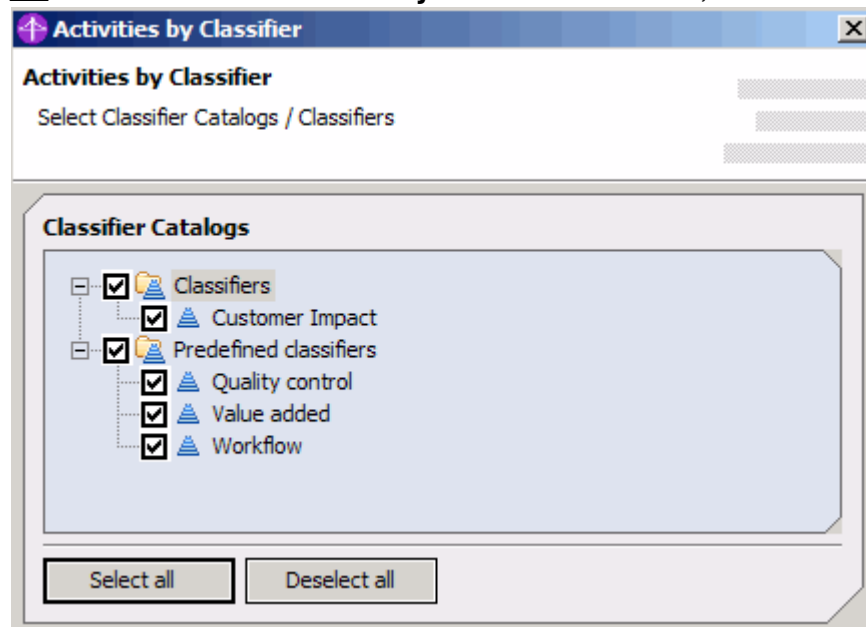 Activities by Classifier
Activities by Classifier
Select Classifier Catalogs / Classifiers
Classifier Catalogs
Classifiers
Customer Impact
Predefined classifiers
Quality control
Value added
Workflow
Select all Deselect all